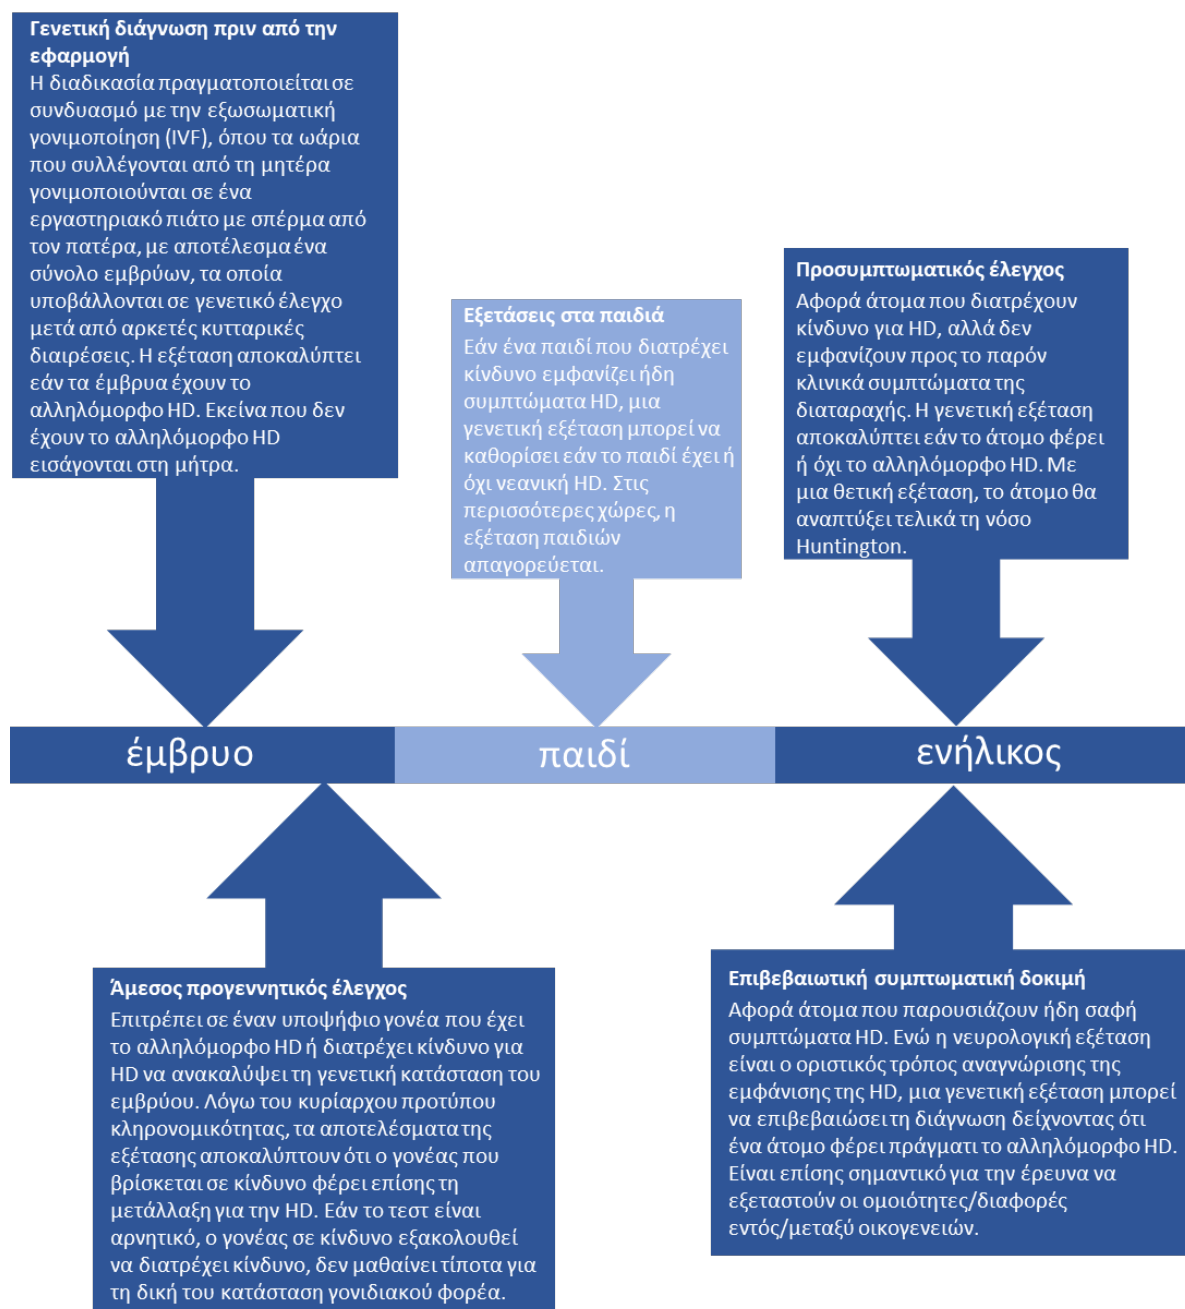 Γενετική διάγνωση πριν από την
εφαρμογή
Η διαδικασία πραγματοποιείται σε
συνδυασμό με την εξωσωματική
γονιμοποίηση (IVF), όπου τα ωάρια
που συλλέγονται από τη μητέρα
γονιμοποιούνται σε ένα
εργαστηριακό πιάτο με σπέρμα από
τον πατέρα, με αποτέλεσμα ένα
σύνολο εμβρύων, τα οποία
υποβάλλονται σε γενετικό έλεγχο
μετά από αρκετές κυτταρικές
διαιρέσεις. Η εξέταση αποκαλύπτει
εάν τα έμβρυα έχουν το
αλληλόμορφο HD. Εκείνα που δεν
έχουν το αλληλόμορφο HD
εισάγονται στη μήτρα.
Εξετάσεις στα παιδιά
Εάν ένα παιδί που διατρέχει
κίνδυνο εμφανίζει ήδη
συμπτώματα HD, μια
γενετική εξέταση μπορεί να
καθορίσει εάν το παιδί έχει ή
όχι νεανική HD. Στις
περισσότερες χώρες, η
εξέταση παιδιών
απαγορεύεται.
Προσυμπτωματικός έλεγχος
Αφορά άτομα που διατρέχουν
κίνδυνο για HD, αλλά δεν
εμφανίζουν προς το παρόν
κλινικά συμπτώματα της
διαταραχής. Η γενετική εξέταση
αποκαλύπτει εάν το άτομο φέρει
ή όχι το αλληλόμορφο HD. Με
μια θετική εξέταση, το άτομο θα
αναπτύξει τελικά τη νόσο
Huntington.
έμβρυο
παιδί
ενήλικος
Άμεσος προγεννητικός έλεγχος
Επιτρέπει σε έναν υποψήφιο γονέα που έχει
το αλληλόμορφο HD ή διατρέχει κίνδυνο για
HD να ανακαλύψει τη γενετική κατάσταση του
εμβρύου. Λόγω του κυρίαρχου προτύπου
κληρονομικότητας, τα αποτελέσματα της
εξέτασης αποκαλύπτουν ότι ο γονέας που
βρίσκεται σε κίνδυνο φέρει επίσης τη
μετάλλαξη για την HD. Εάν το τεστ είναι
αρνητικό, ο γονέας σε κίνδυνο εξακολουθεί
να διατρέχει κίνδυνο, δεν μαθαίνει τίποτα για
τη δική του κατάσταση γονιδιακού φορέα.
Επιβεβαιωτική συμπτωματική δοκιμή
Αφορά άτομα που παρουσιάζουν ήδη σαφή
συμπτώματα HD. Ενώ η νευρολογική εξέταση
είναι ο οριστικός τρόπος αναγνώρισης της
εμφάνισης της HD, μια γενετική εξέταση μπορεί
να επιβεβαιώσει τη διάγνωση δείχνοντας ότι
ένα άτομο φέρει πράγματι το αλληλόμορφο HD.
Είναι επίσης σημαντικό για την έρευνα να
εξεταστούν οι ομοιότητες/διαφορές
εντός/μεταξύ οικογενειών.